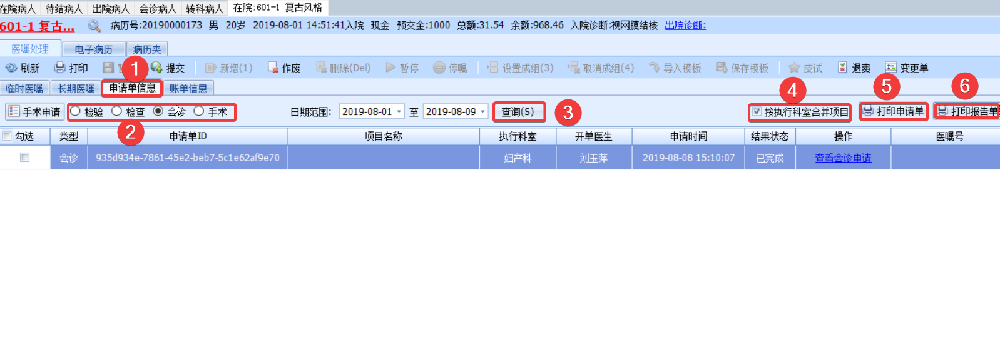 在院病人 待结病人 出院病人 会诊病人 转科病人 在院:601-1 复古风格
601-1 复古... 病历号:20190000173 男 20岁 2019-08-01 14:51:41入院 现金 预交金:1000 总额:31.54 余额:968.46 入院诊断:视网膜结核 出院诊断:
医嘱处理 电子病历 病历夹
刷新 打印 1 提交 新增(1) 作废 删除(Del) 暂停 停嘱 设置成组(3) 取消成组(4) 导入模板 保存模板 皮试 退费 变更单
临时医嘱 长期医嘱 申请单信息 账单信息 4 5 6
手术申请 检验 检查 会诊 手术 日期范围: 2019-08-01 至 2019-08-09 查询(S) 3 按执行科室合并项目 打印申请单 打印报告单
2
勾选 类型 申请单ID 项目名称 执行科室 开单医生 申请时间 结果状态 操作 医嘱号
会诊 935d934e-7861-45e2-beb7-5c1e62af9e70 妇产科 刘玉萍 2019-08-08 15:10:07 已完成 查看会诊申请